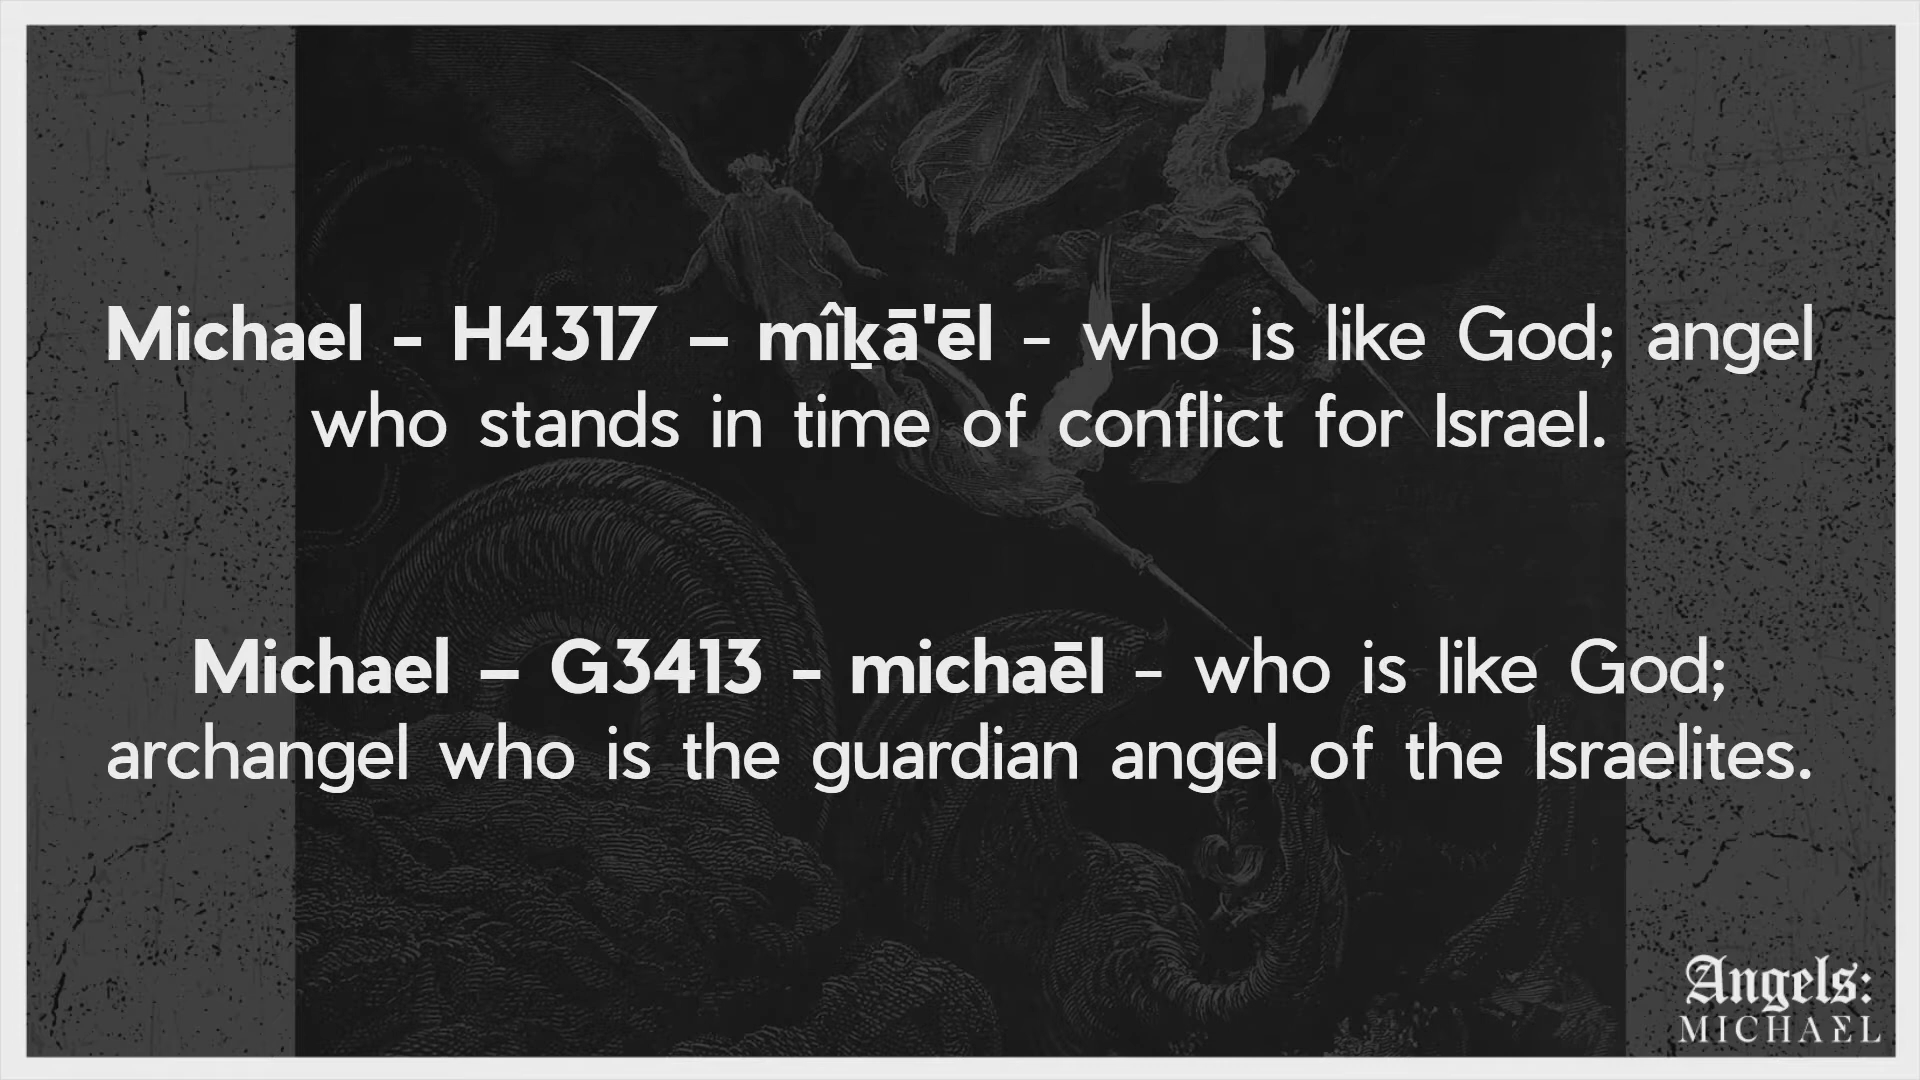 Michael - H4317 – mîḵā'ēl - who is like God; angel
who stands in time of conflict for Israel.
Michael – G3413 - michaēl - who is like God;
archangel who is the guardian angel of the Israelites.
Angels:
MICHAEL